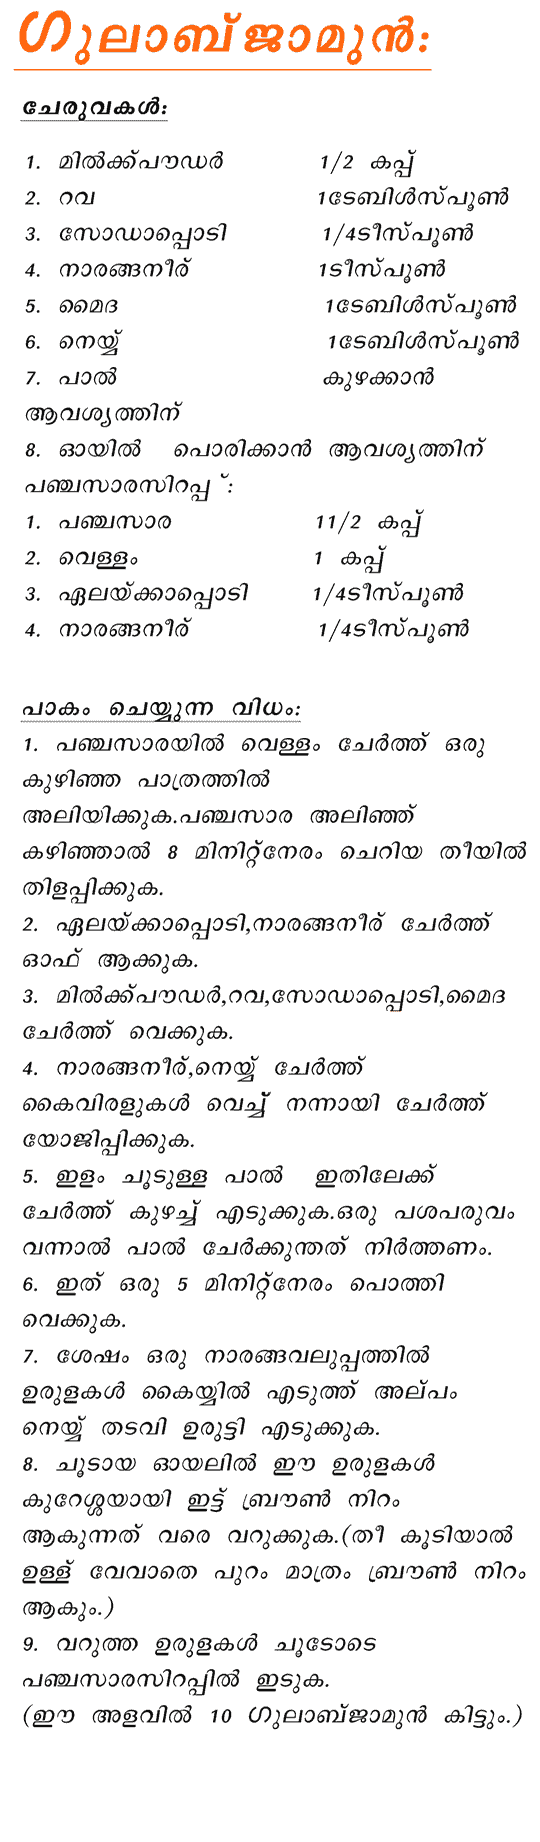 ഗുലാബ്ജാമുൻ:
ചേരുവകൾ:
1. മിൽക്ക്പൗഡർ 1/2 കപ്പ്
2. റവ 1ടേബിൾസ്പൂൺ
3. സോഡാപ്പൊടി 1/4ടീസ്പൂൺ
4. നാരങ്ങനീര് 1ടീസ്പൂൺ
5. മൈദ 1ടേബിൾസ്പൂൺ
6. നെയ്യ് 1ടേബിൾസ്പൂൺ
7. പാൽ കുഴക്കാൻ
ആവശ്യത്തിന്
8. ഓയിൽ പൊരിക്കാൻ ആവശ്യത്തിന്
പഞ്ചസാരസിറപ്പ ്:
1. പഞ്ചസാര 11/2 കപ്പ്
2. വെള്ളം 1 കപ്പ്
3. ഏലയ്ക്കാപ്പൊടി 1/4ടീസ്പൂൺ
4. നാരങ്ങനീര് 1/4ടീസ്പൂൺ
പാകം ചെയ്യുന്ന വിധം:
1. പഞ്ചസാരയിൽ വെള്ളം ചേർത്ത് ഒരു
കുഴിഞ്ഞ പാത്രത്തിൽ
അലിയിക്കുക.പഞ്ചസാര അലിഞ്ഞ്
കഴിഞ്ഞാൽ 8 മിനിറ്റ്നേരം ചെറിയ തീയിൽ
തിളപ്പിക്കുക.
2. ഏലയ്ക്കാപ്പൊടി,നാരങ്ങനീര് ചേർത്ത്
ഓഫ് ആക്കുക.
3. മിൽക്ക്പൗഡർ,റവ,സോഡാപ്പൊടി,മൈദ
ചേർത്ത് വെക്കുക.
4. നാരങ്ങനീര്,നെയ്യ് ചേർത്ത്
കൈവിരളുകൾ വെച്ച് നന്നായി ചേർത്ത്
യോജിപ്പിക്കുക.
5. ഇളം ചൂടുള്ള പാൽ ഇതിലേക്ക്
ചേർത്ത് കുഴച്ച് എടുക്കുക.ഒരു പശപരുവം
വന്നാൽ പാൽ ചേർക്കുന്തത് നിർത്തണം.
6. ഇത് ഒരു 5 മിനിറ്റ്നേരം പൊത്തി
വെക്കുക.
7. ശേഷം ഒരു നാരങ്ങവലുപ്പത്തിൽ
ഉരുളകൾ കൈയ്യിൽ എടുത്ത് അല്പം
നെയ്യ് തടവി ഉരുട്ടി എടുക്കുക.
8. ചൂടായ ഓയലിൽ ഈ ഉരുളകൾ
കുറേശ്ശയായി ഇട്ട് ബ്രൗൺ നിറം
ആകുന്നത് വരെ വറുക്കുക.(തീ കൂടിയാൽ
ഉള്ള് വേവാതെ പുറം മാത്രം ബ്രൗൺ നിറം
ആകും.)
9. വറുത്ത ഉരുളകൾ ചൂടോടെ
പഞ്ചസാരസിറപ്പിൽ ഇടുക.
(ഈ അളവിൽ 10 ഗുലാബ്ജാമുൻ കിട്ടും.)